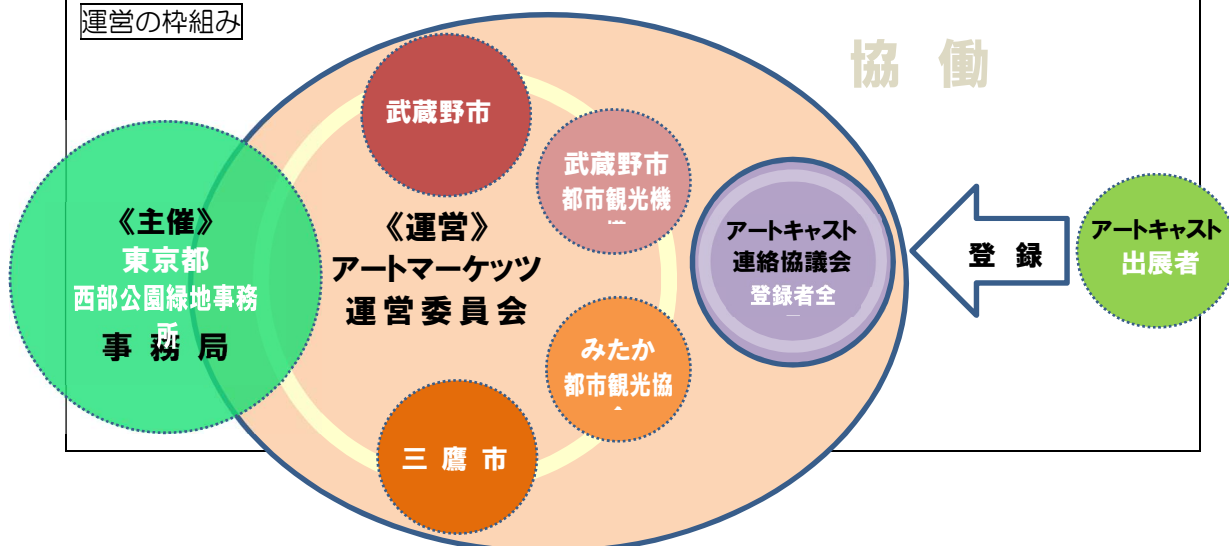 運営の枠組み
協 働
武蔵野市
武蔵野市
都市観光機
《主催》
東京都
西部公園緑地事務
所
事 務 局
《運営》
アートマーケッツ
運営委員会
アートキャスト
連絡協議会
登録者全
登 録
アートキャスト
出展者
みたか
都市観光協
三 鷹 市